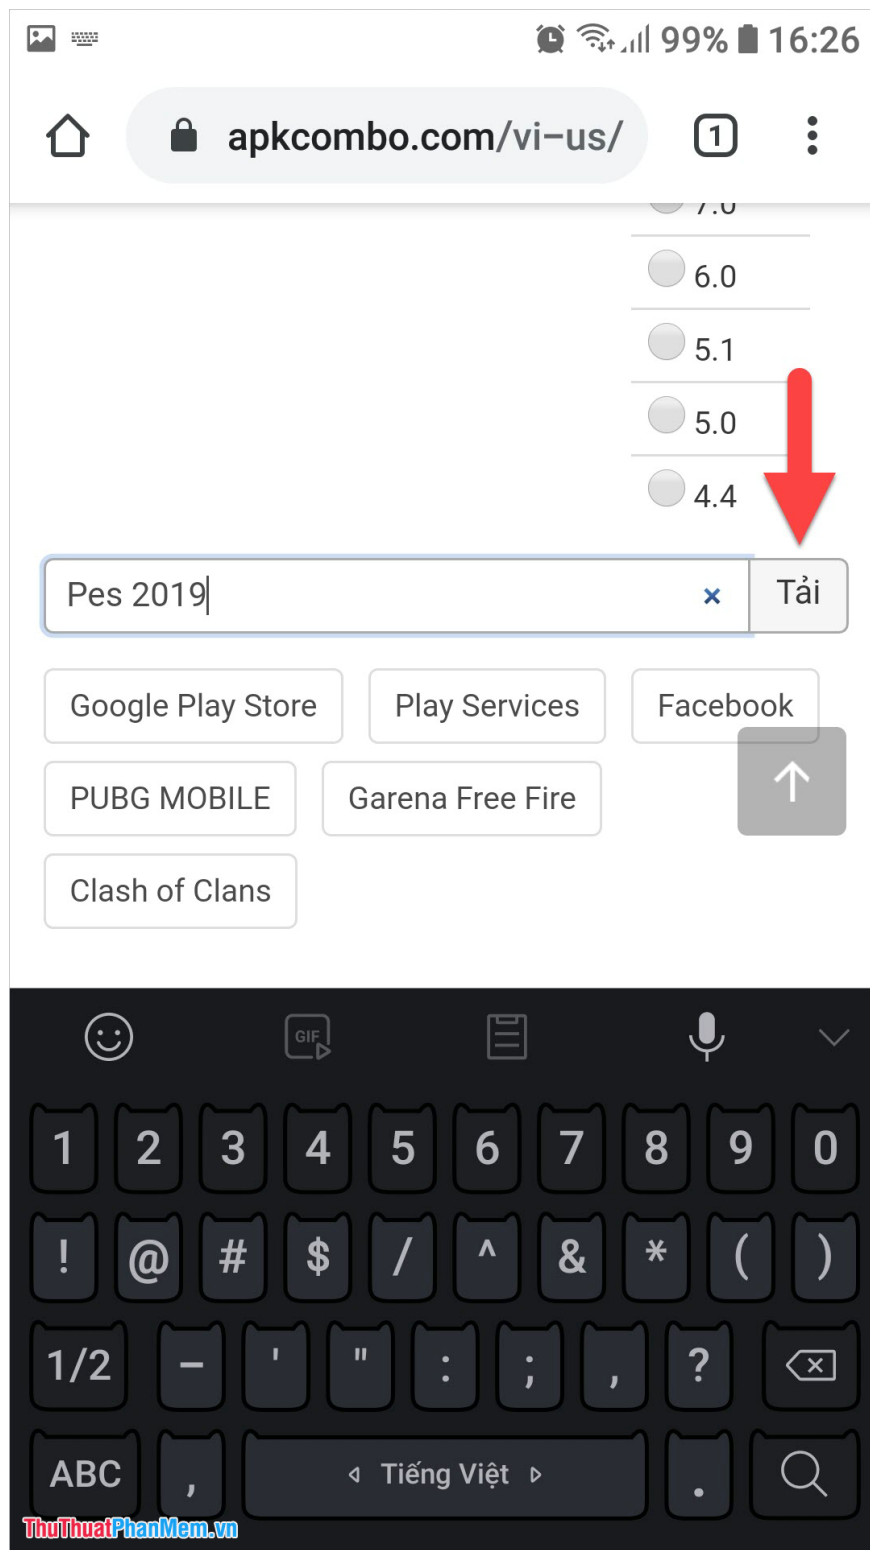 99% 16:26
apkcombo.com/vi-us/ 1
7.0
6.0
5.1
5.0
4.4
Pes 2019 × Tải
Google Play Store Play Services Facebook
PUBG MOBILE Garena Free Fire
Clash of Clans
GIF
1 2 3 4 5 6 7 8 9 0
! @ # $ / ^ & * ( )
1/2 - ' " : ; , ?
ABC , Tiếng Việt .
ThuThuatPhanMem.vn